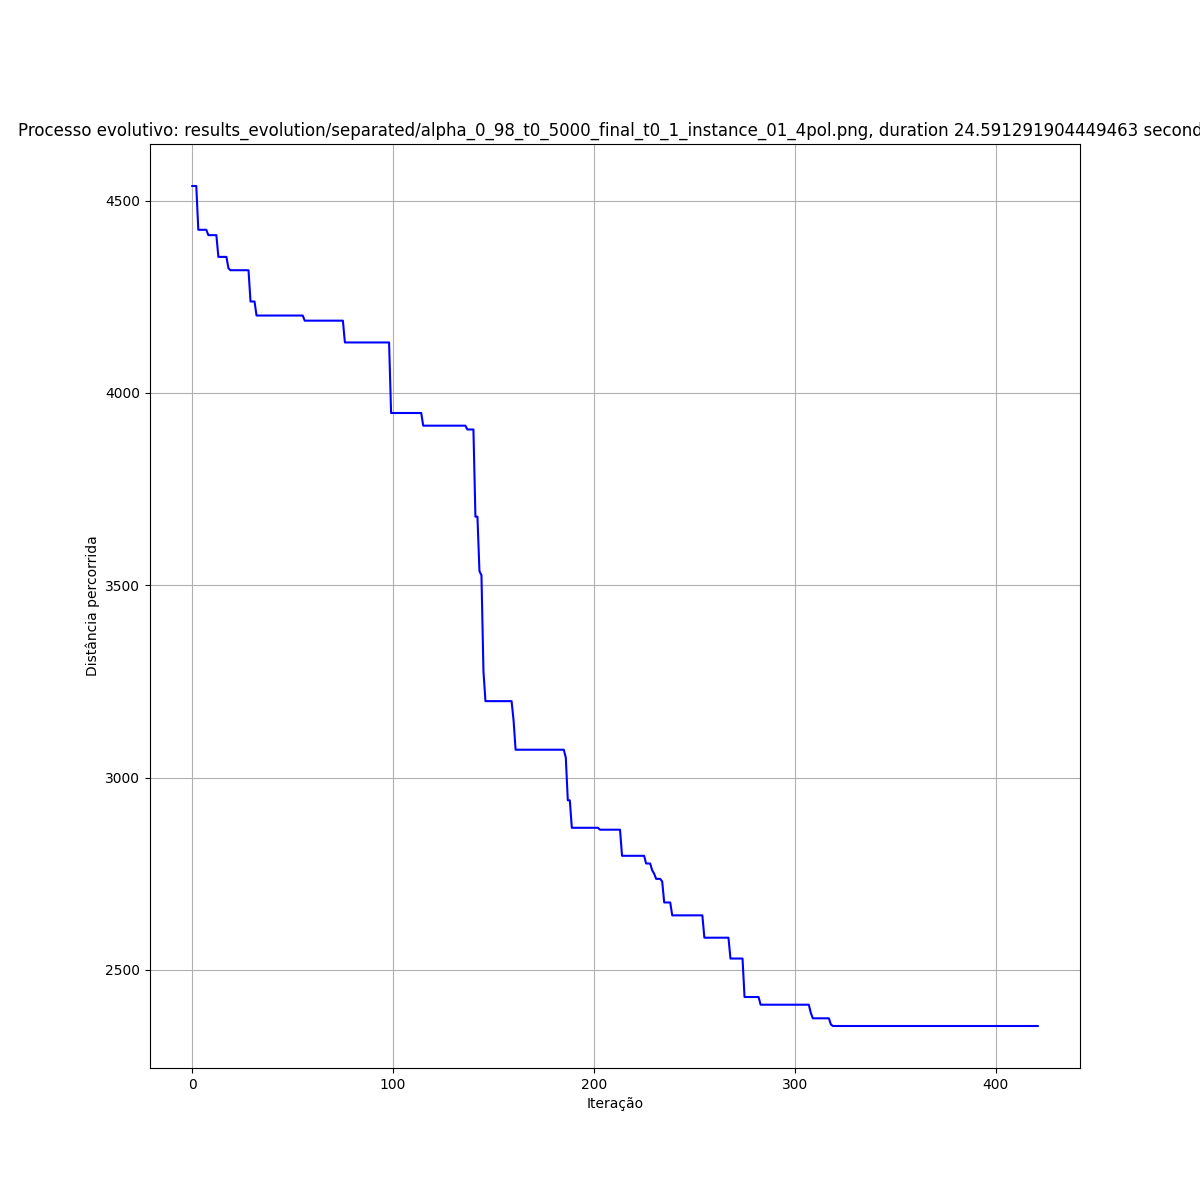 Processo evolutivo: results_evolution/separated/alpha_0_98_t0_5000_final_t0_1_instance_01_4pol.png, duration 24.591291904449463 second
4500
4000
3500
3000
2500
Distância percorrida
0 100 200 300 400
Iteração